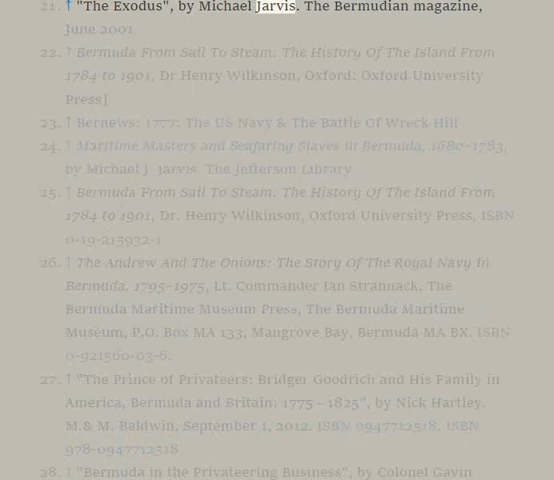 21. ↑ "The Exodus", by Michael Jarvis. The Bermudian magazine,
June 2001
22. ↑ Bermuda From Sail To Steam: The History Of The Island From
1784 to 1901, Dr Henry Wilkinson, Oxford: Oxford University
Press]
23. ↑ Bernews: 1777: The US Navy & The Battle Of Wreck Hill
24. ↑ Maritime Masters and Seafaring Slaves in Bermuda, 1680–1783,
by Michael J. Jarvis. The Jefferson Library
25. ↑ Bermuda From Sail To Steam: The History Of The Island From
1784 to 1901, Dr. Henry Wilkinson, Oxford University Press, ISBN
0-19-215932-1
26. ↑ The Andrew And The Onions: The Story Of The Royal Navy In
Bermuda, 1795–1975, Lt. Commander Ian Strannack, The
Bermuda Maritime Museum Press, The Bermuda Maritime
Museum, P.O. Box MA 133, Mangrove Bay, Bermuda MA BX. ISBN
0-921560-03-6.
27. ↑ "The Prince of Privateers: Bridger Goodrich and His Family in
America, Bermuda and Britain: 1775 – 1825", by Nick Hartley.
M.& M. Baldwin, September 1, 2012. ISBN 0947712518, ISBN
978-0947712518
28. ↑ "Bermuda in the Privateering Business", by Colonel Gavin